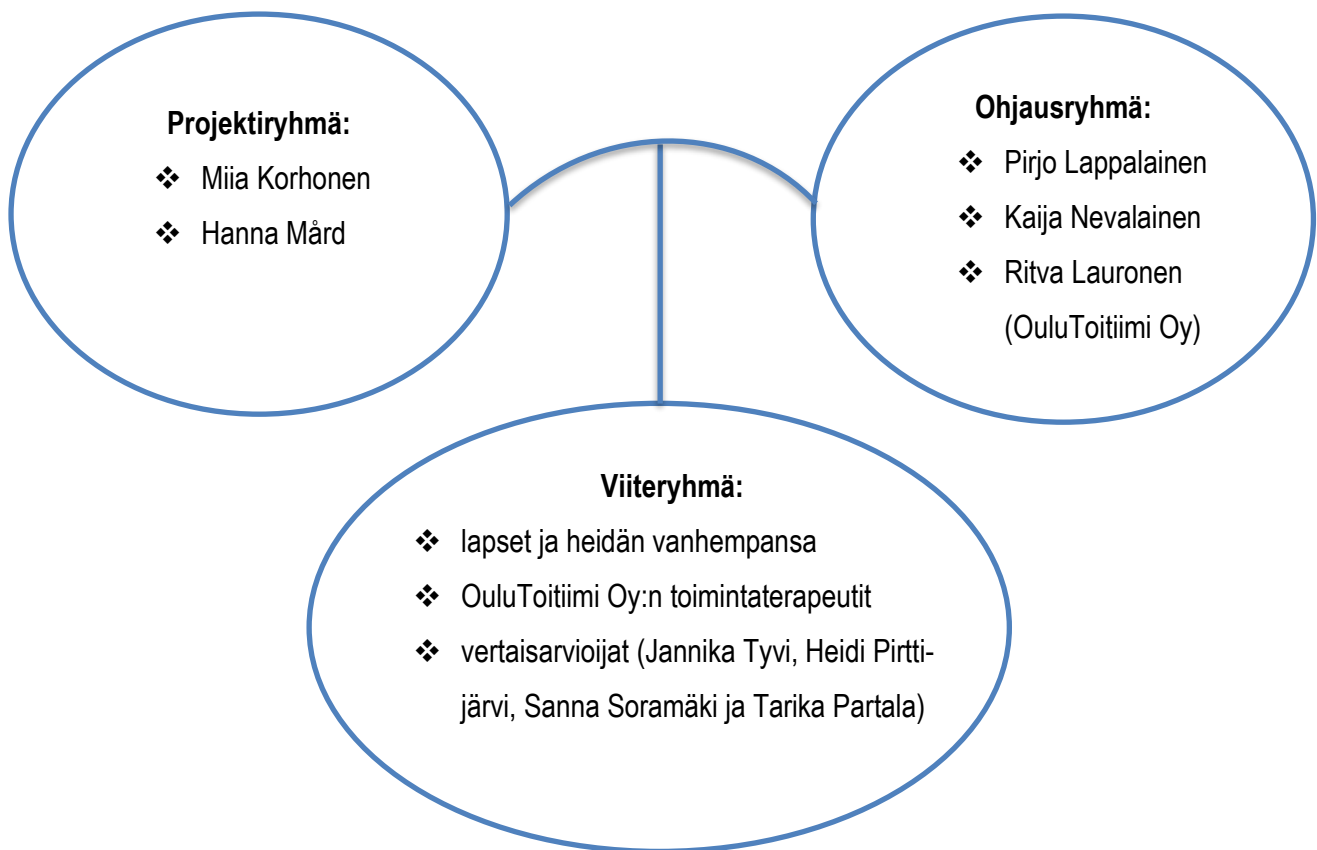 Projektiryhmä:
❖ Miia Korhonen
❖ Hanna Mård
Ohjausryhmä:
❖ Pirjo Lappalainen
❖ Kaija Nevalainen
❖ Ritva Lauronen
(OuluToitiimi Oy)
Viiteryhmä:
❖ lapset ja heidän vanhempansa
❖ OuluToitiimi Oy:n toimintaterapeutit
❖ vertaisarvioijat (Jannika Tyvi, Heidi Pirtti-
järvi, Sanna Soramäki ja Tarika Partala)